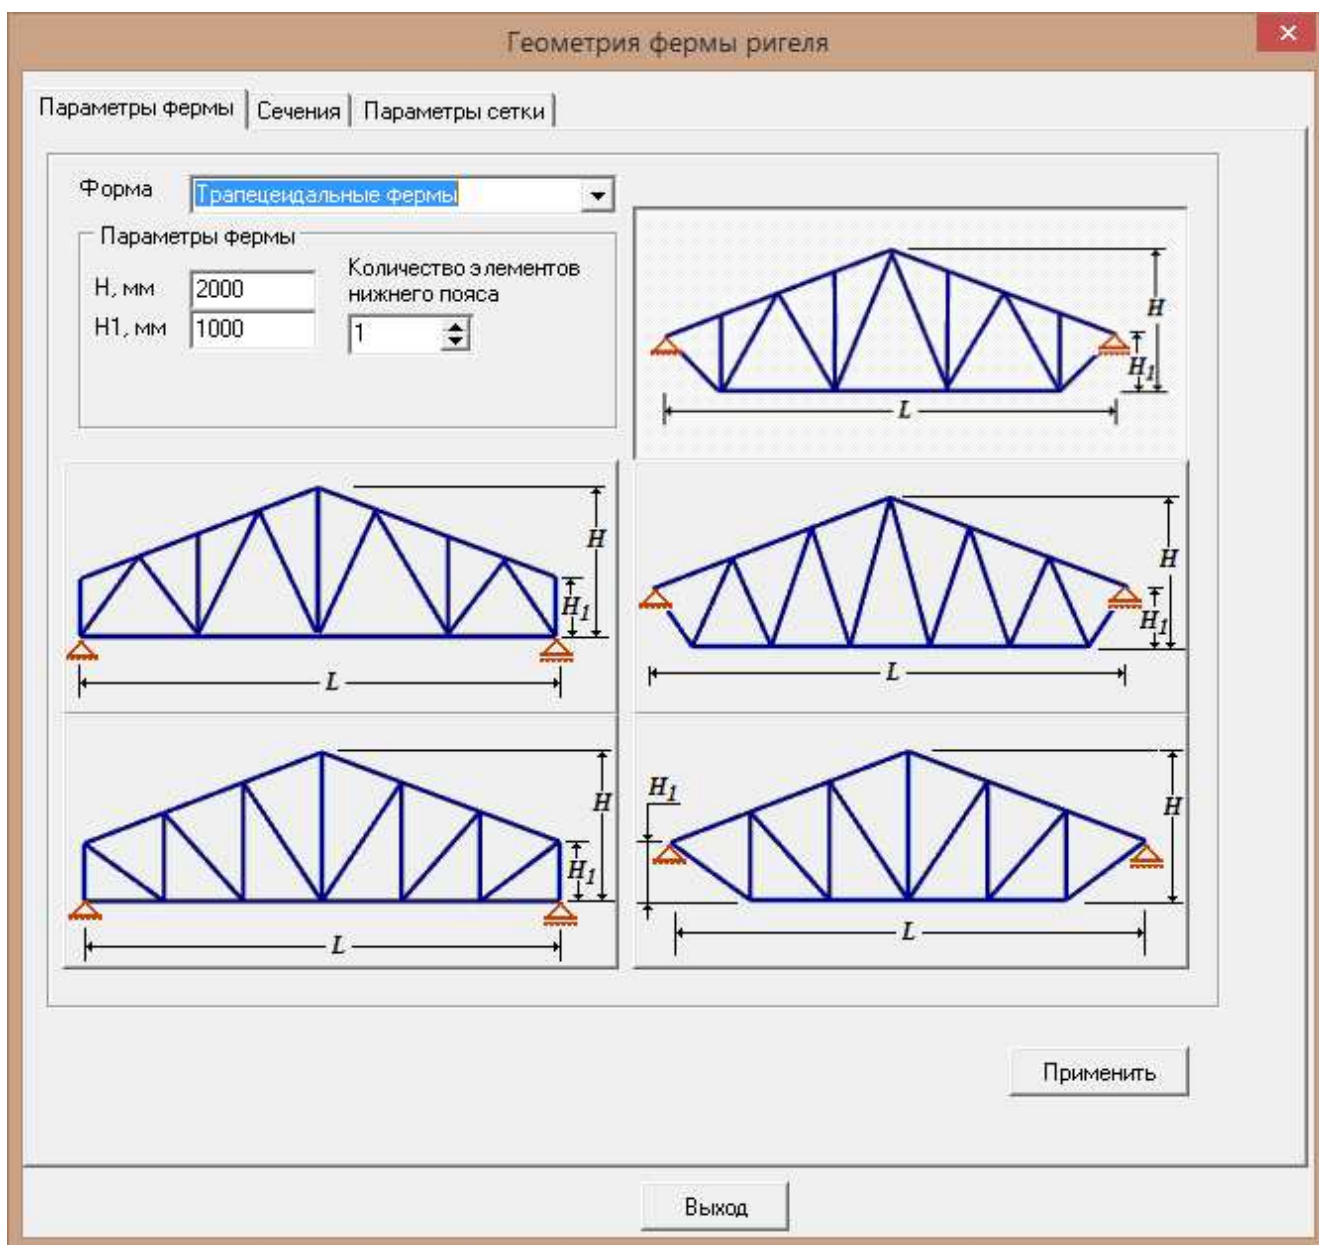 Геометрия фермы ригеля
Параметры фермы
Сечения
Параметры сетки
Форма
Трапецеидальные фермы
Параметры фермы
Количество элементов
нижнего пояса
H, мм
2000
H1, мм
1000
1
H
H1
L
H
H1
L
H
H1
L
H
H1
L
H1
H
L
Применить
Выход